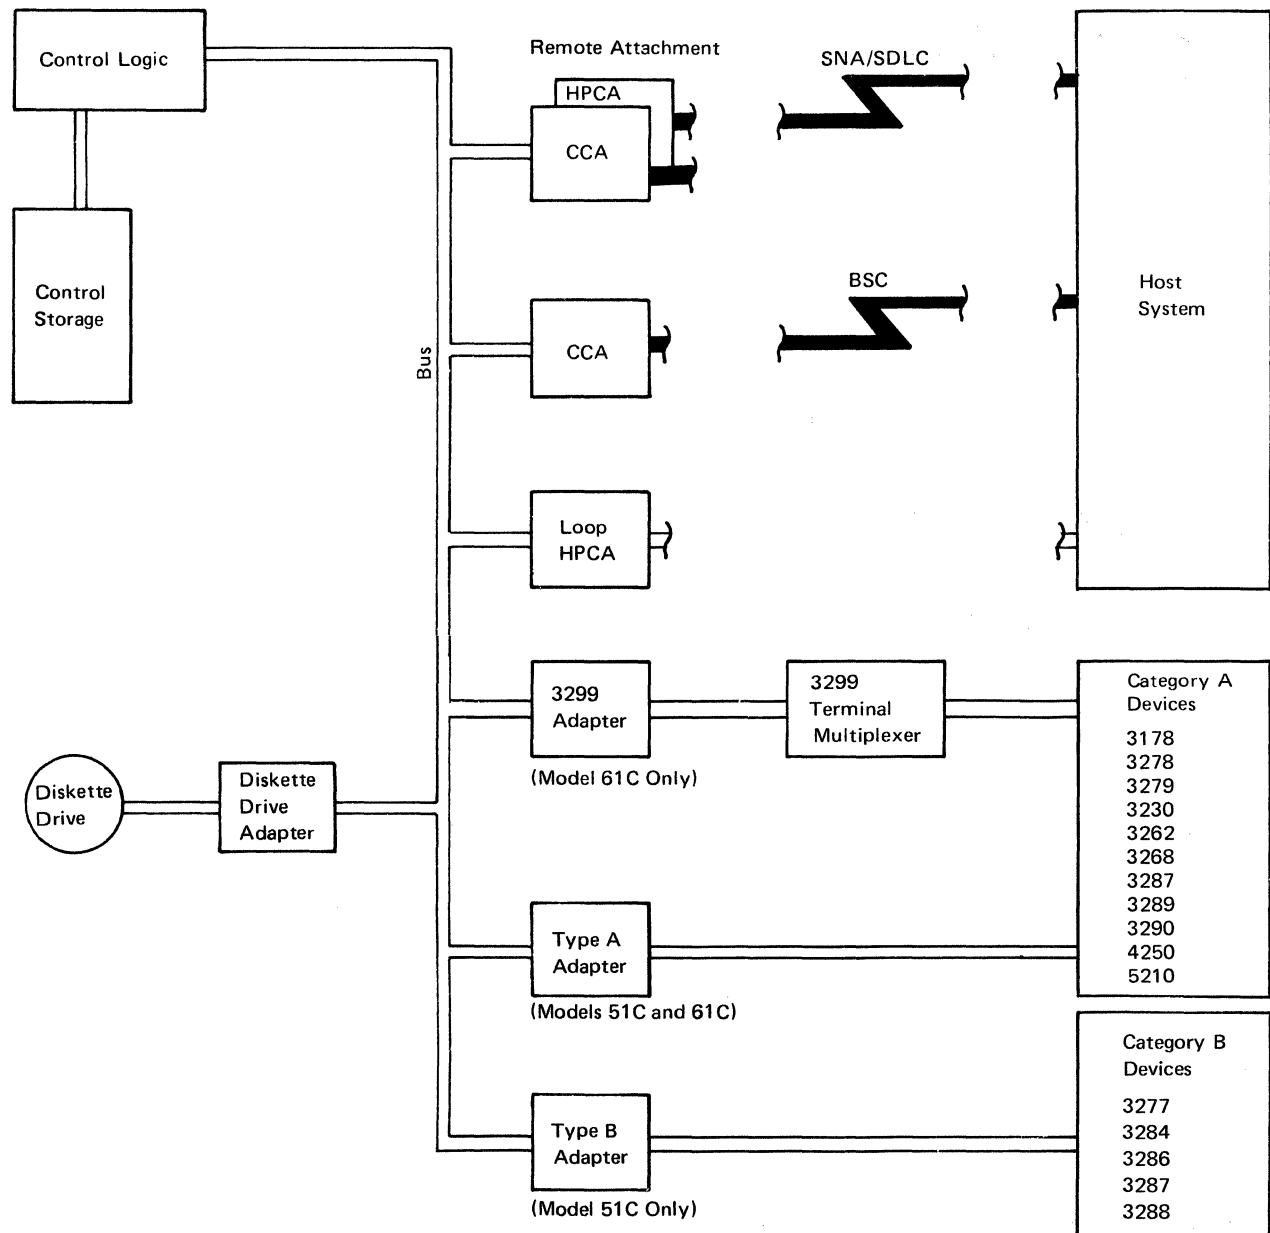 Control Logic
Control
Storage
Bus
Remote Attachment
HPCA
CCA
SNA/SDLC
CCA
BSC
Host
System
Loop
HPCA
3299
Adapter
(Model 61C Only)
3299
Terminal
Multiplexer
Category A
Devices
3178
3278
3279
3230
3262
3268
3287
3289
3290
4250
5210
Diskette
Drive
Diskette
Drive
Adapter
Type A
Adapter
(Models 51C and 61C)
Type B
Adapter
(Model 51C Only)
Category B
Devices
3277
3284
3286
3287
3288